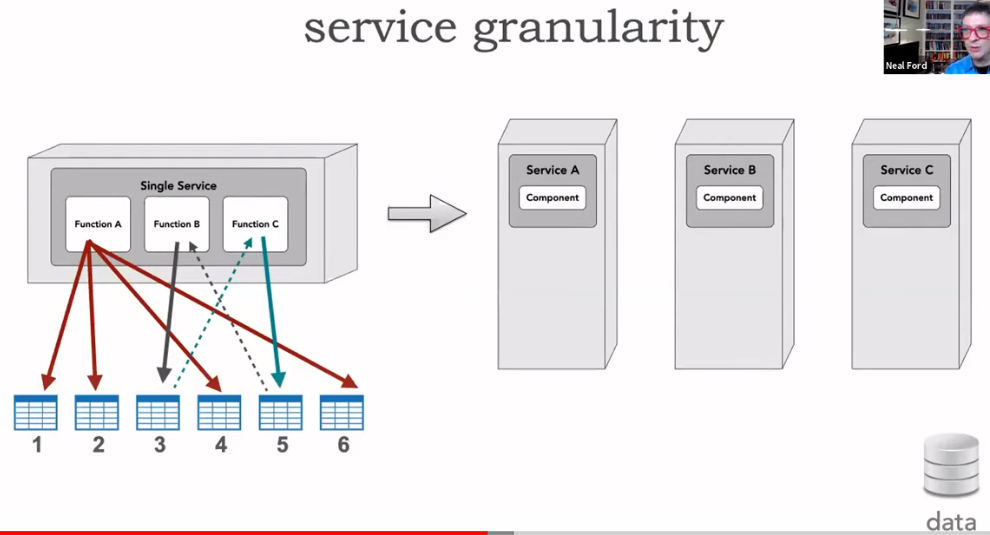 service granularity
Neal Ford
Single Service
Function A
Function B
Function C
Service A
Component
Service B
Component
Service C
Component
1
2
3
4
5
6
data